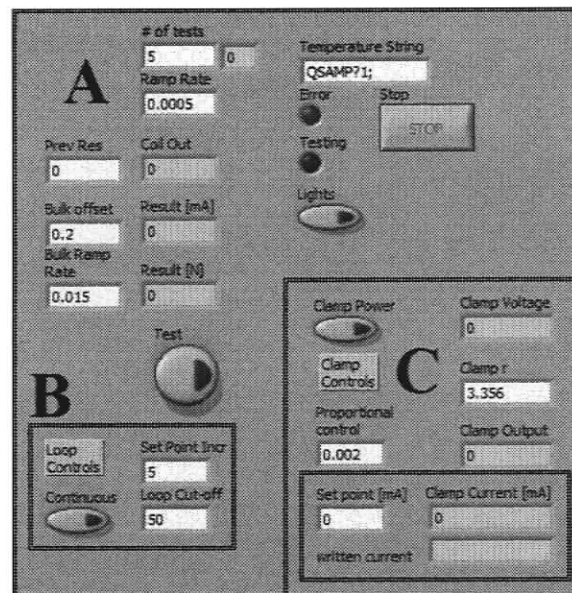 A
# of tests
5 0
Ramp Rate
0.0005
Temperature String
QSAMP?1;
Error
Stop
STOP
Testing
Lights
Prev Res
0
Coil Out
0
Bulk offset
0.2
Result [mA]
0
Bulk Ramp
Rate
0.015
Result [N]
0
Test
B
Loop
Controls
Set Point Incr
5
Continuous
Loop Cut-off
50
C
Clamp Power
Clamp Voltage
0
Clamp
Controls
Clamp r
3.356
Proportional
control
0.002
Clamp Output
0
Set point [mA]
0
Clamp Current [mA]
0
written current